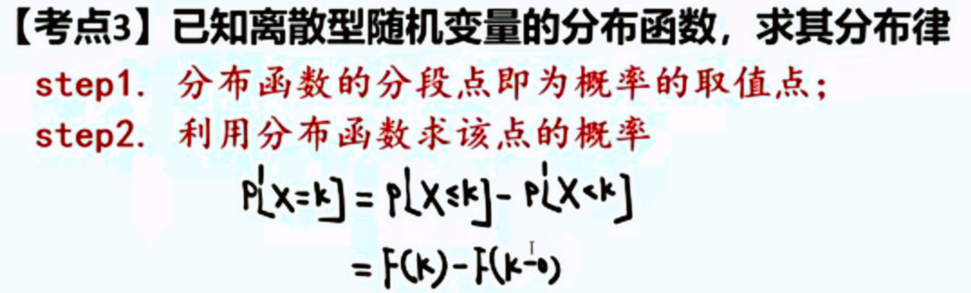 【考点3】已知离散型随机变量的分布函数，求其分布律
step1. 分布函数的分段点即为概率的取值点；
step2. 利用分布函数求该点的概率
P[X=k] = P[X≤k] - P[X<k]
= F(k) - F(k-0)